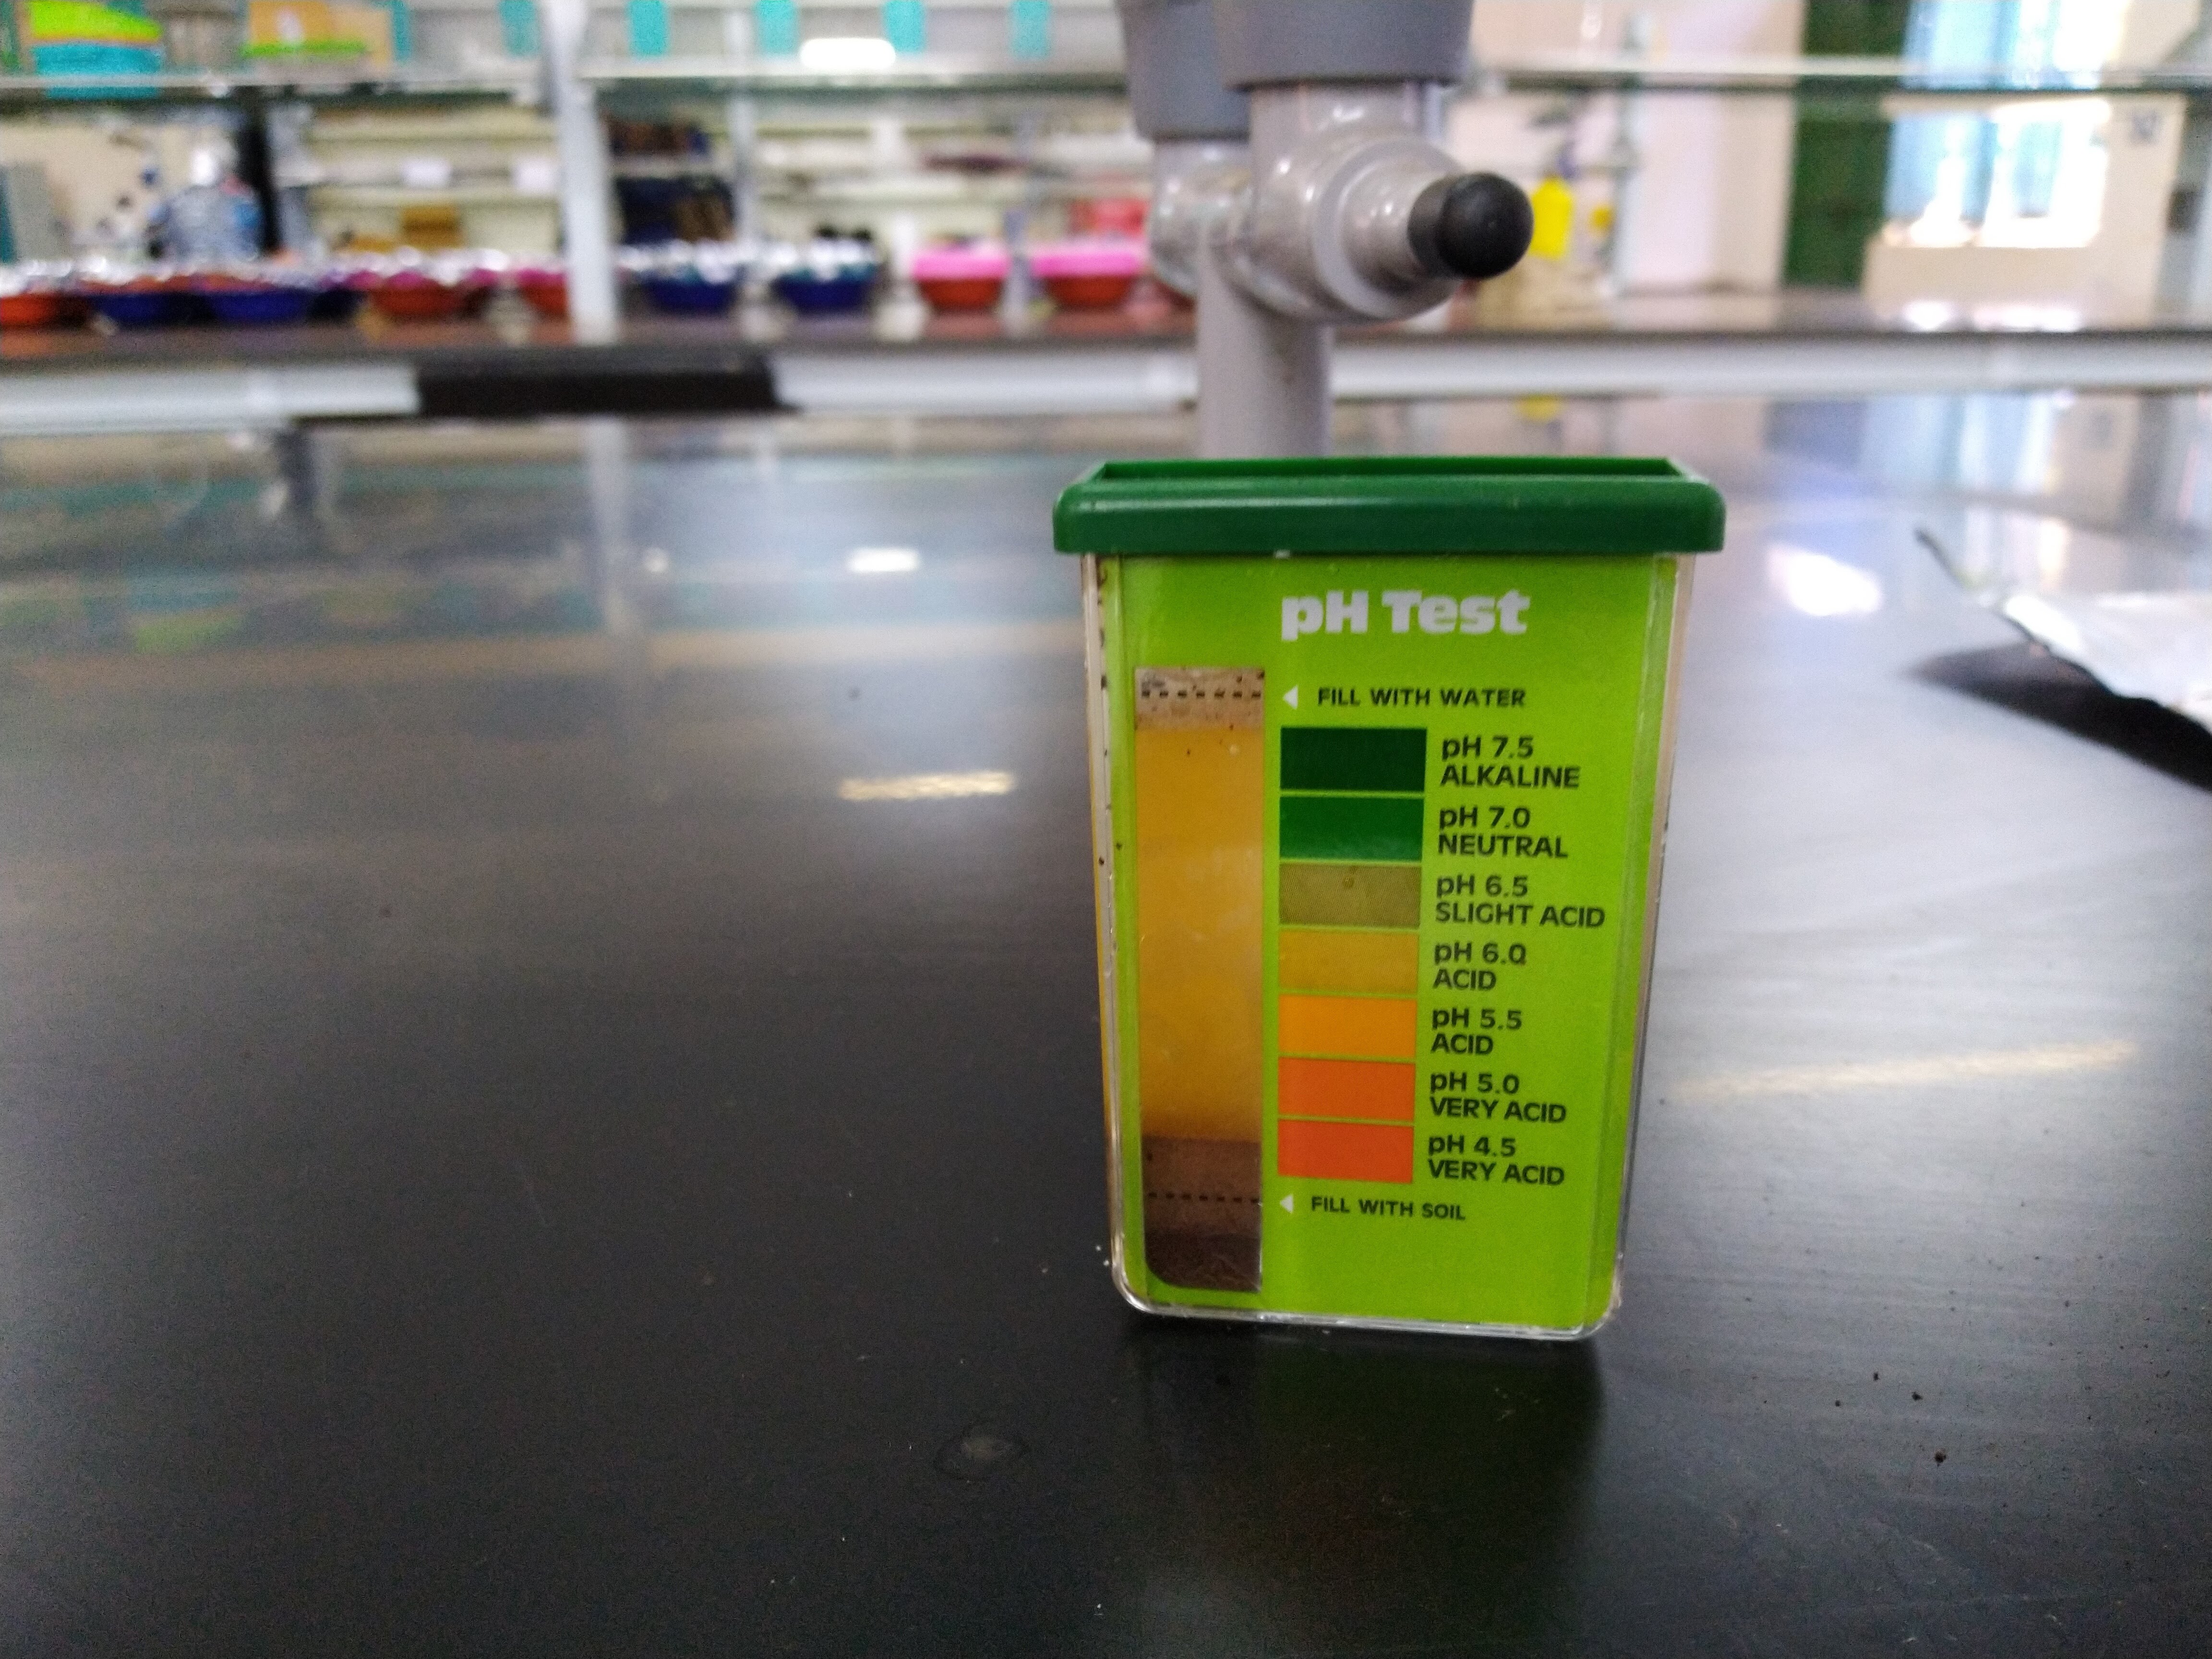 pH Test
FILL WITH WATER
pH 7.5
ALKALINE
pH 7.0
NEUTRAL
pH 6.5
SLIGHT ACID
pH 6.0
ACID
pH 5.5
ACID
pH 5.0
VERY ACID
pH 4.5
VERY ACID
FILL WITH SOIL